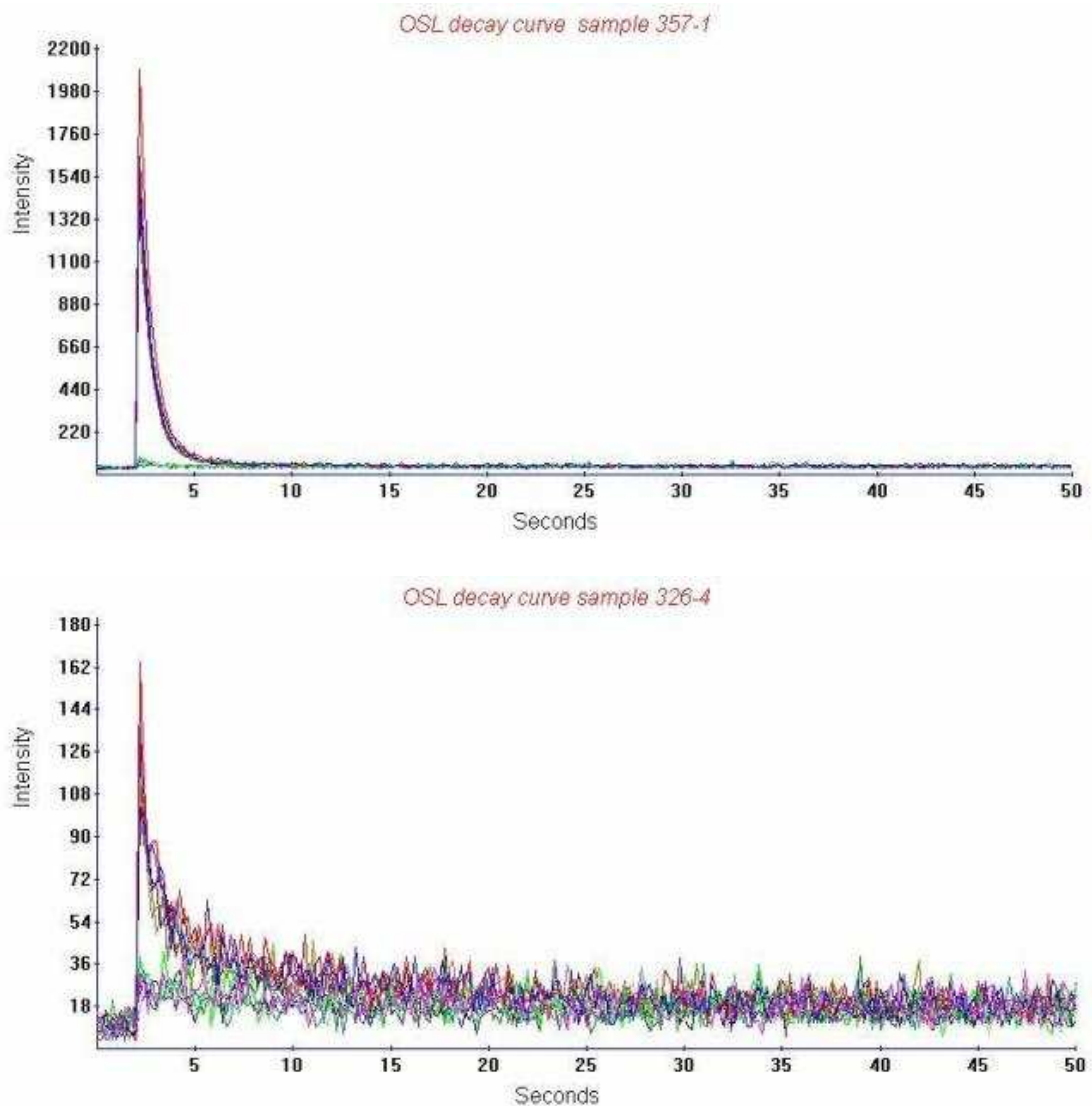 OSL decay curve sample 357-1
2200
1980
1760
1540
1320
1100
880
660
440
220
Intensity
5 10 15 20 25 30 35 40 45 50
Seconds
OSL decay curve sample 326-4
180
162
144
126
108
90
72
54
36
18
Intensity
5 10 15 20 25 30 35 40 45 50
Seconds